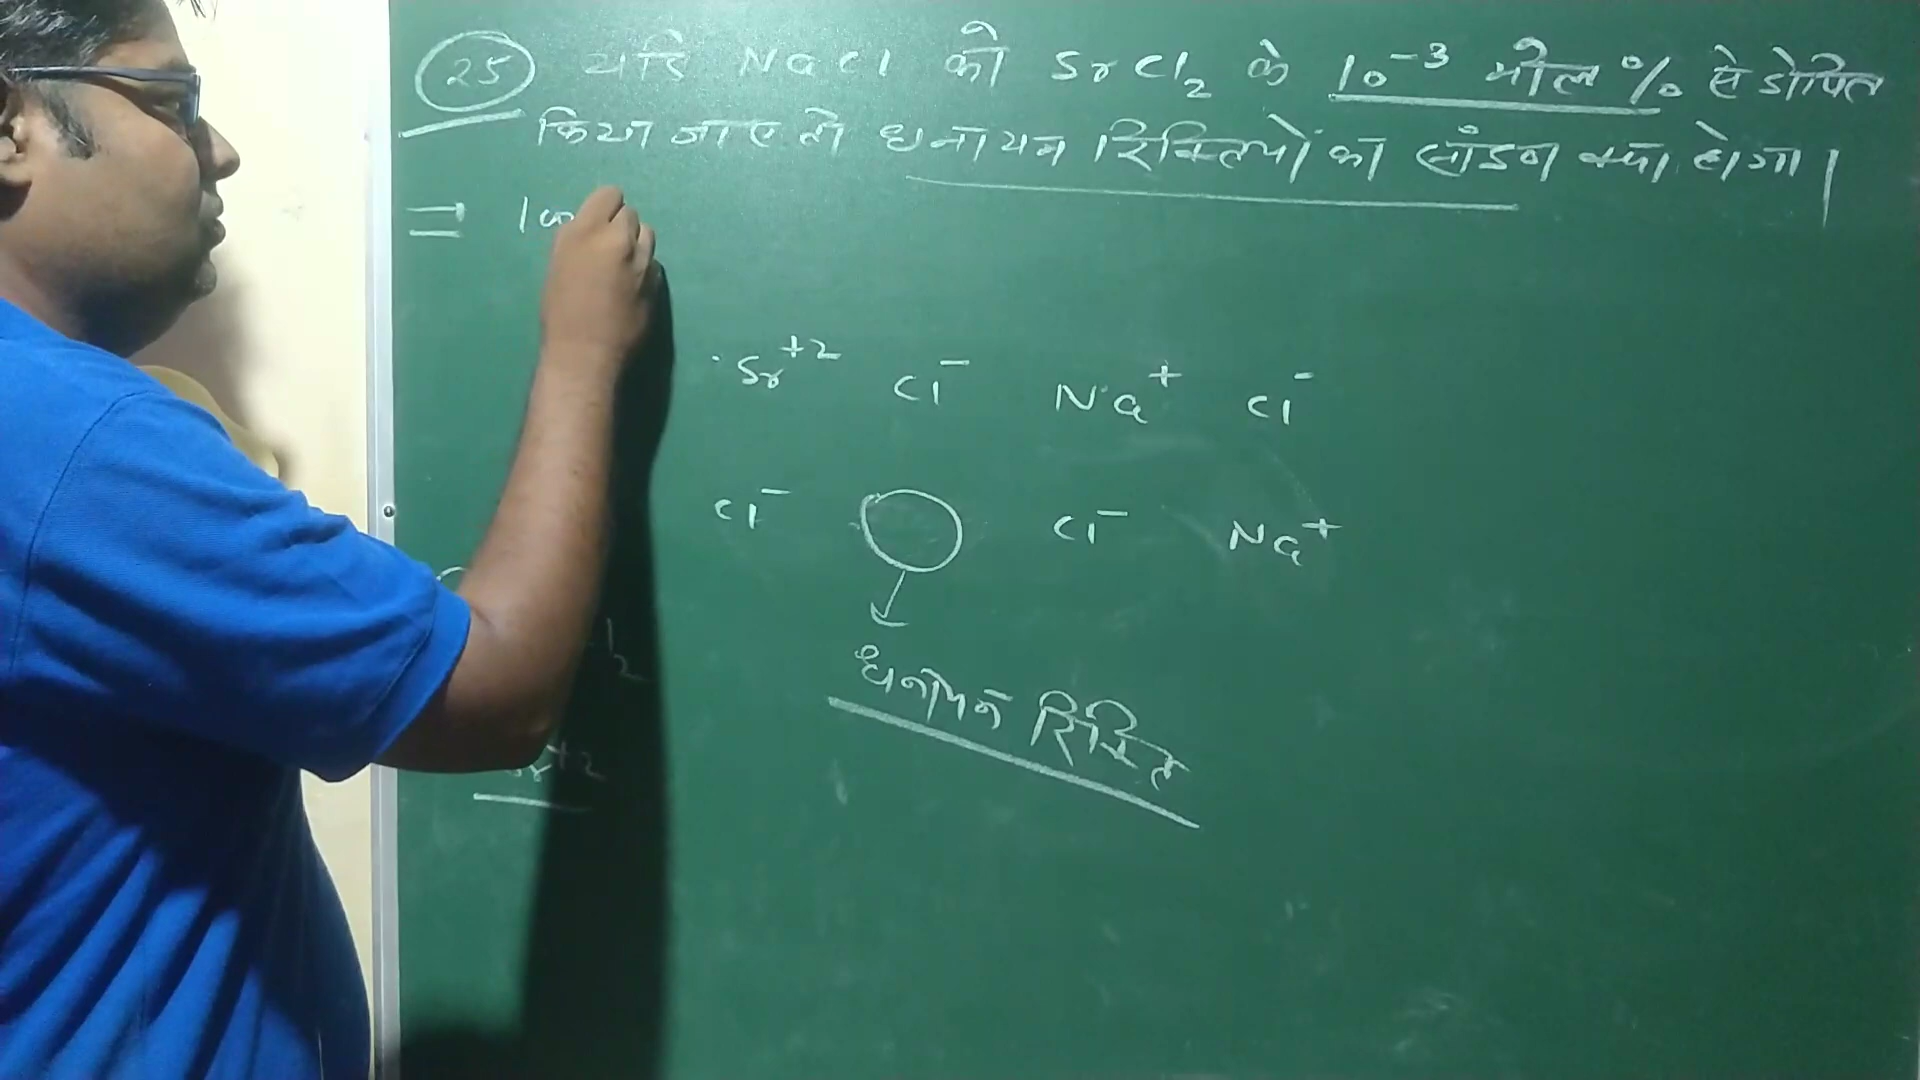 25 यदि NaCl को SrCl2 के 10^-3 मोल % से डोपित
किया जाए तो धनायन रिक्तियों का सांद्रण क्या होगा।
= 100
Sr+2 Cl- Na+ Cl-
Cl- Cl- Na+
धनायन रिक्ति